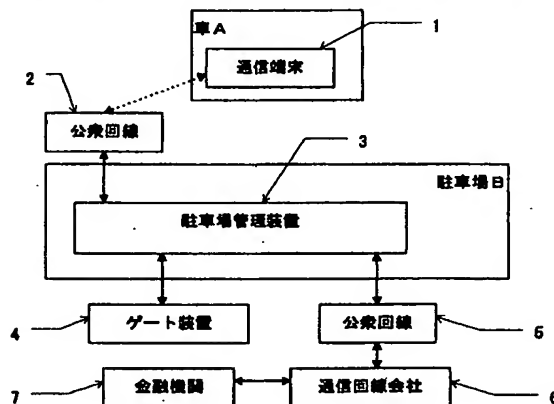 車A
1
通信端末
2
公衆回線
3
駐車場B
駐車場管理装置
4
ゲート装置
公衆回線
5
7
金融機関
通信回線会社
6